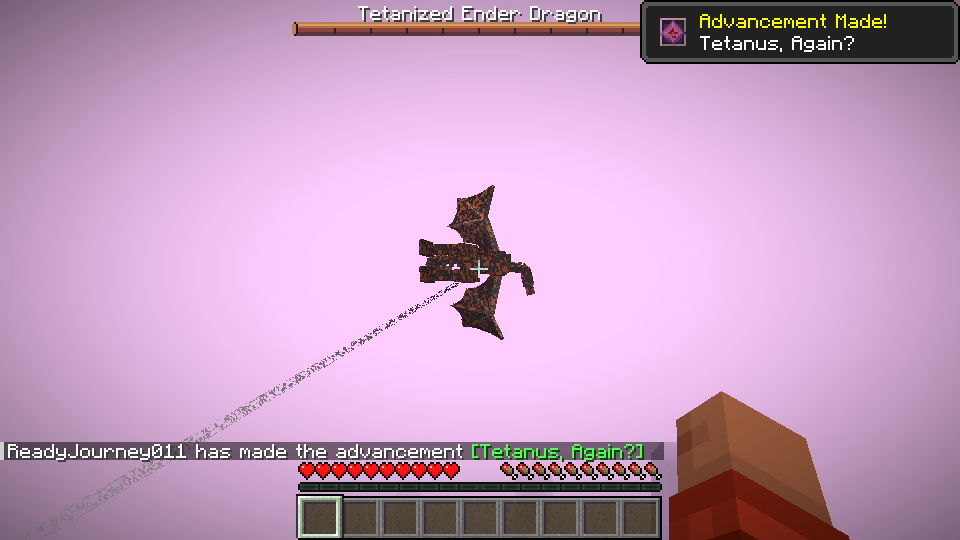 Tetanized Ender Dragon
Advancement Made!
Tetanus, Again?
ReadyJourney011 has made the advancement [Tetanus, Again?]